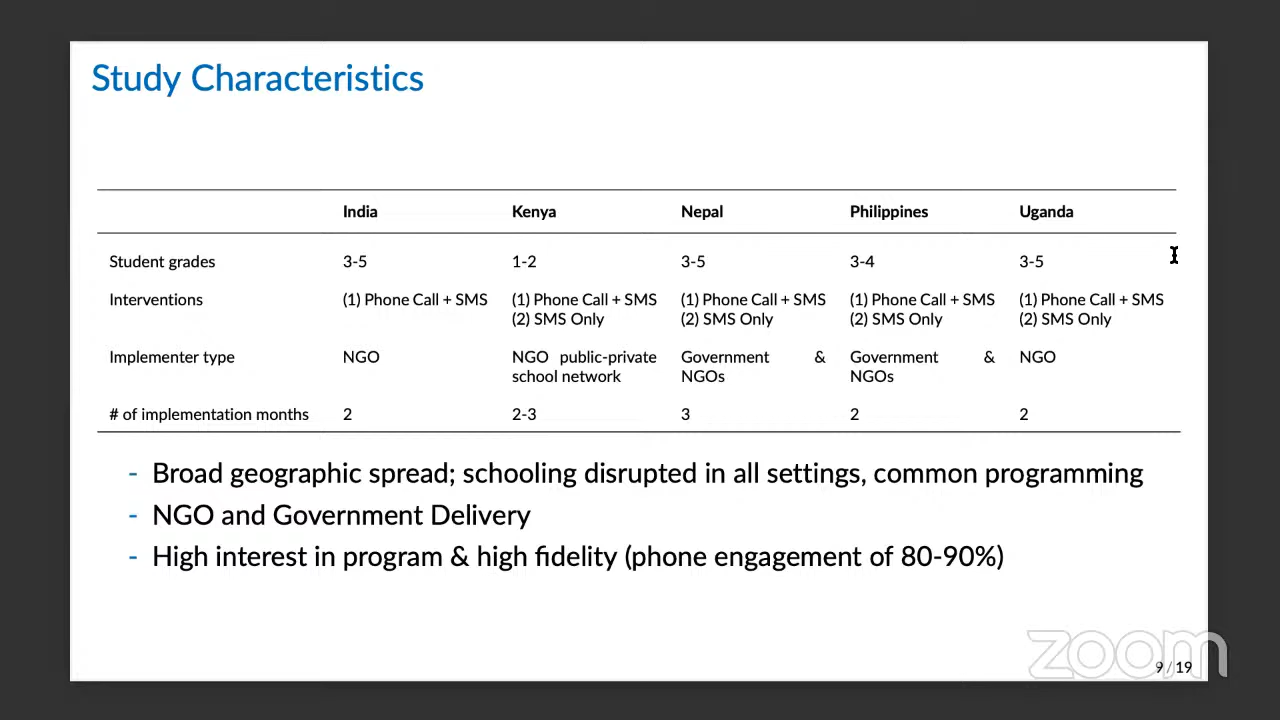 Study Characteristics
India Kenya Nepal Philippines Uganda
Student grades 3-5 1-2 3-5 3-4 3-5
Interventions (1) Phone Call + SMS (1) Phone Call + SMS (1) Phone Call + SMS (1) Phone Call + SMS (1) Phone Call + SMS
(2) SMS Only (2) SMS Only (2) SMS Only (2) SMS Only
Implementer type NGO NGO public-private Government & Government & NGO
school network NGOs NGOs
# of implementation months 2 2-3 3 2 2
- Broad geographic spread; schooling disrupted in all settings, common programming
- NGO and Government Delivery
- High interest in program & high fidelity (phone engagement of 80-90%)
zoom
9 / 19